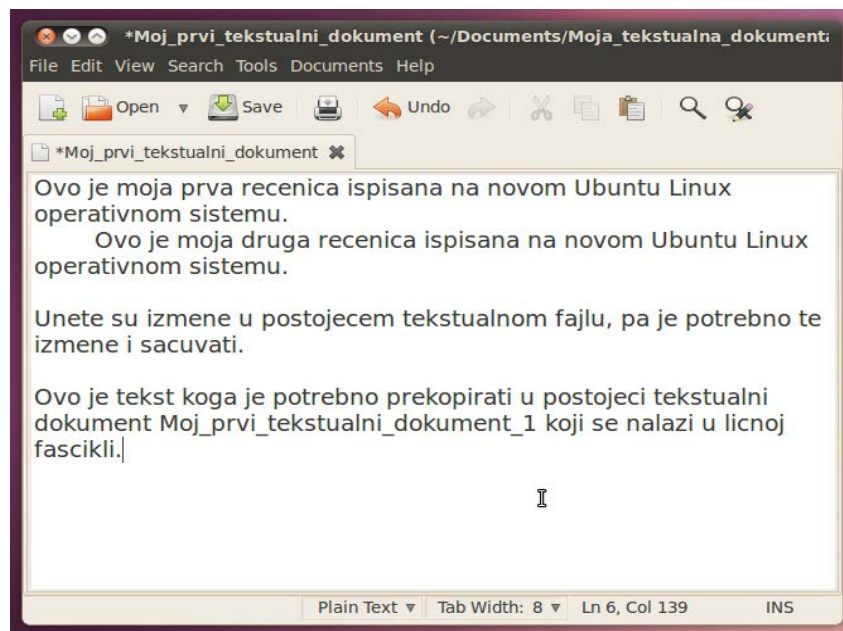 *Moj_prvi_tekstualni_dokument (~/Documents/Moja_tekstualna_dokumenta
File Edit View Search Tools Documents Help
Open Save Undo
*Moj_prvi_tekstualni_dokument
Ovo je moja prva recenica ispisana na novom Ubuntu Linux
operativnom sistemu.
Ovo je moja druga recenica ispisana na novom Ubuntu Linux
operativnom sistemu.
Unete su izmene u postojecem tekstualnom fajlu, pa je potrebno te
izmene i sacuvati.
Ovo je tekst koga je potrebno prekopirati u postojeci tekstualni
dokument Moj_prvi_tekstualni_dokument_1 koji se nalazi u licnoj
fascikli.
Plain Text Tab Width: 8 Ln 6, Col 139 INS